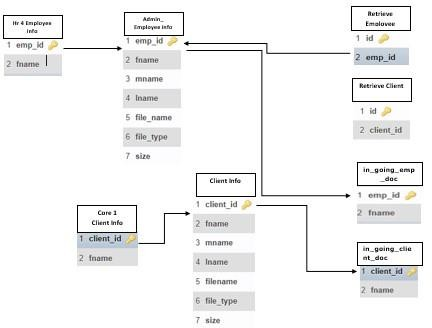 Hr 4 Employee
Info
1 emp_id
2 fname
Admin_
Employee Info
1 emp_id
2 fname
3 mname
4 lname
5 file_name
6 file_type
7 size
Retrieve
Employee
1 id
2 emp_id
Retrieve Client
1 id
2 client_id
in_going_emp
_doc
1 emp_id
2 fname
Client Info
1 client_id
2 fname
3 mname
4 lname
5 filename
6 file_type
7 size
Core 1
Client Info
1 client_id
2 fname
in_going_clie
nt_doc
1 client_id
2 fname